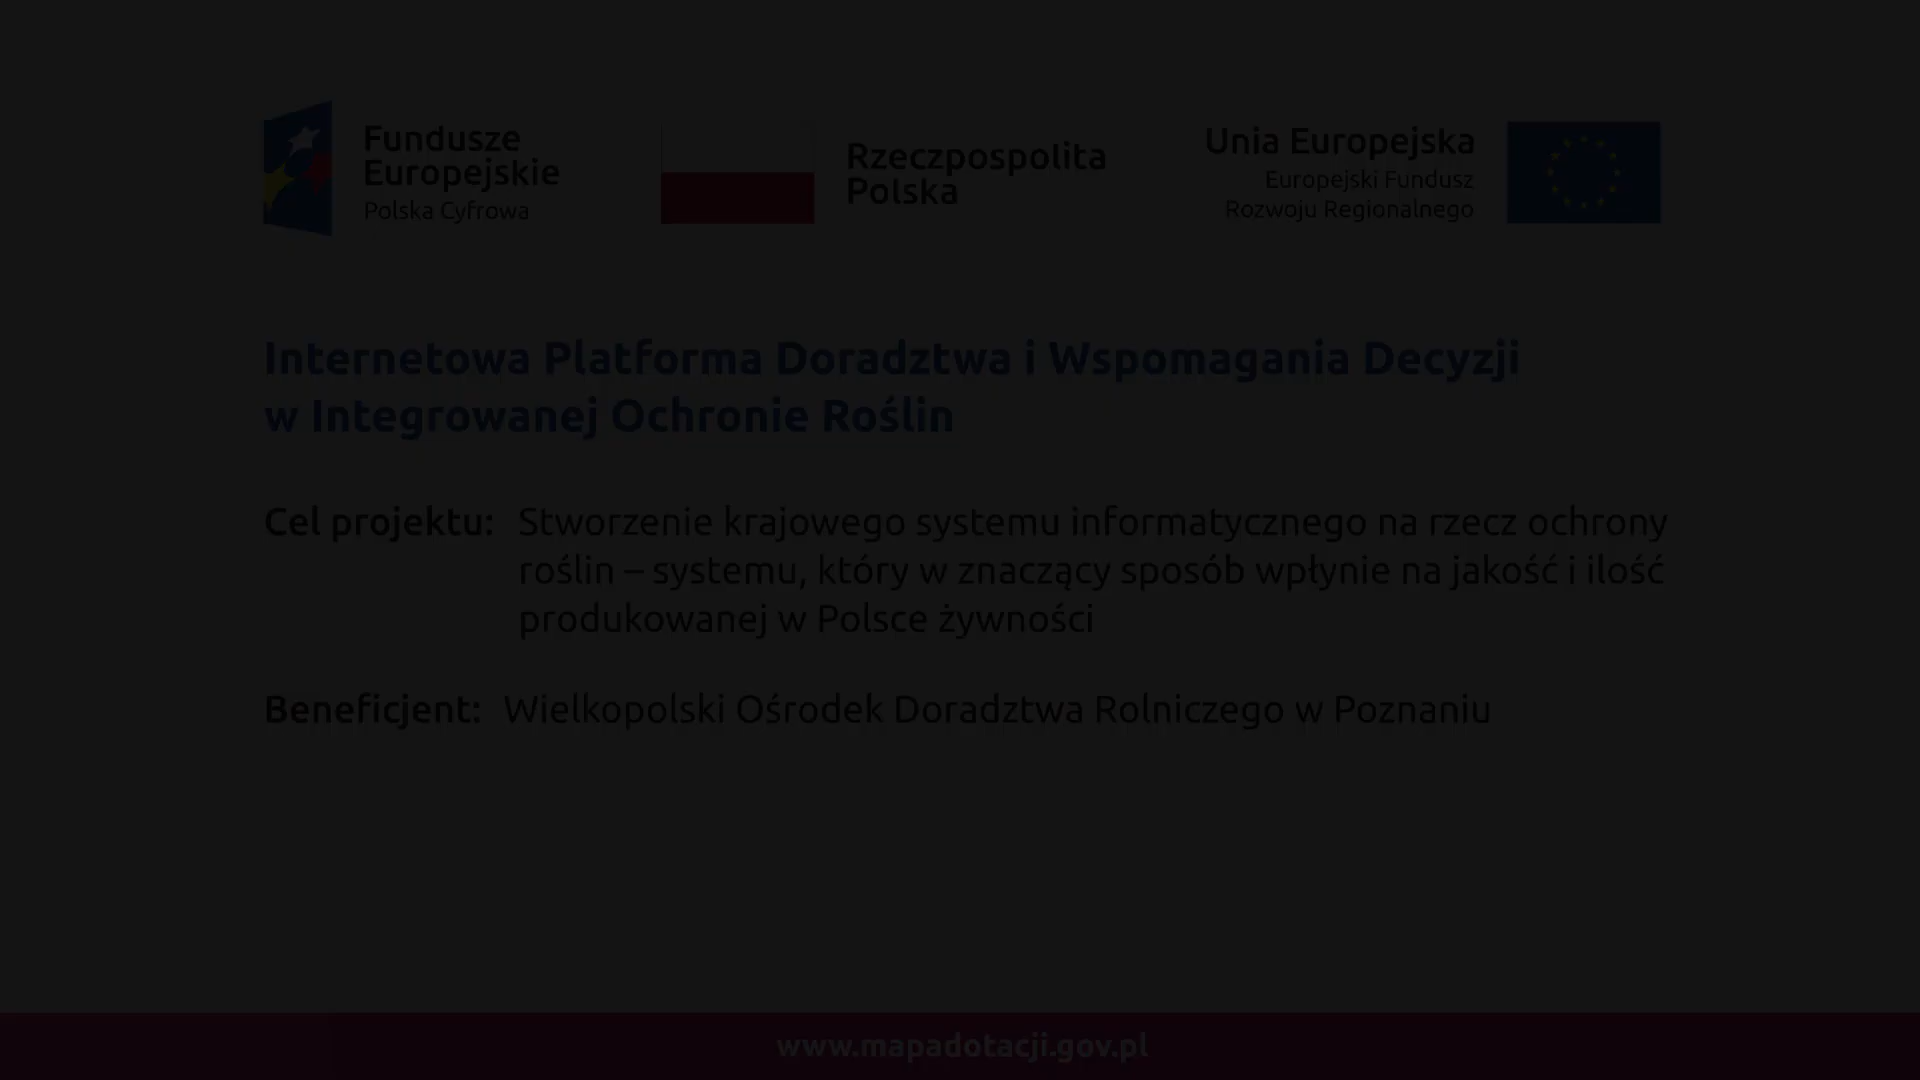 Fundusze
Europejskie
Polska Cyfrowa
Rzeczpospolita
Polska
Unia Europejska
Europejski Fundusz
Rozwoju Regionalnego
Internetowa Platforma Doradztwa i Wspomagania Decyzji
w Integrowanej Ochronie Roślin
Cel projektu: Stworzenie krajowego systemu informatycznego na rzecz ochrony
roślin – systemu, który w znaczący sposób wpłynie na jakość i ilość
produkowanej w Polsce żywności
Beneficjent: Wielkopolski Ośrodek Doradztwa Rolniczego w Poznaniu
www.mapadotacji.gov.pl